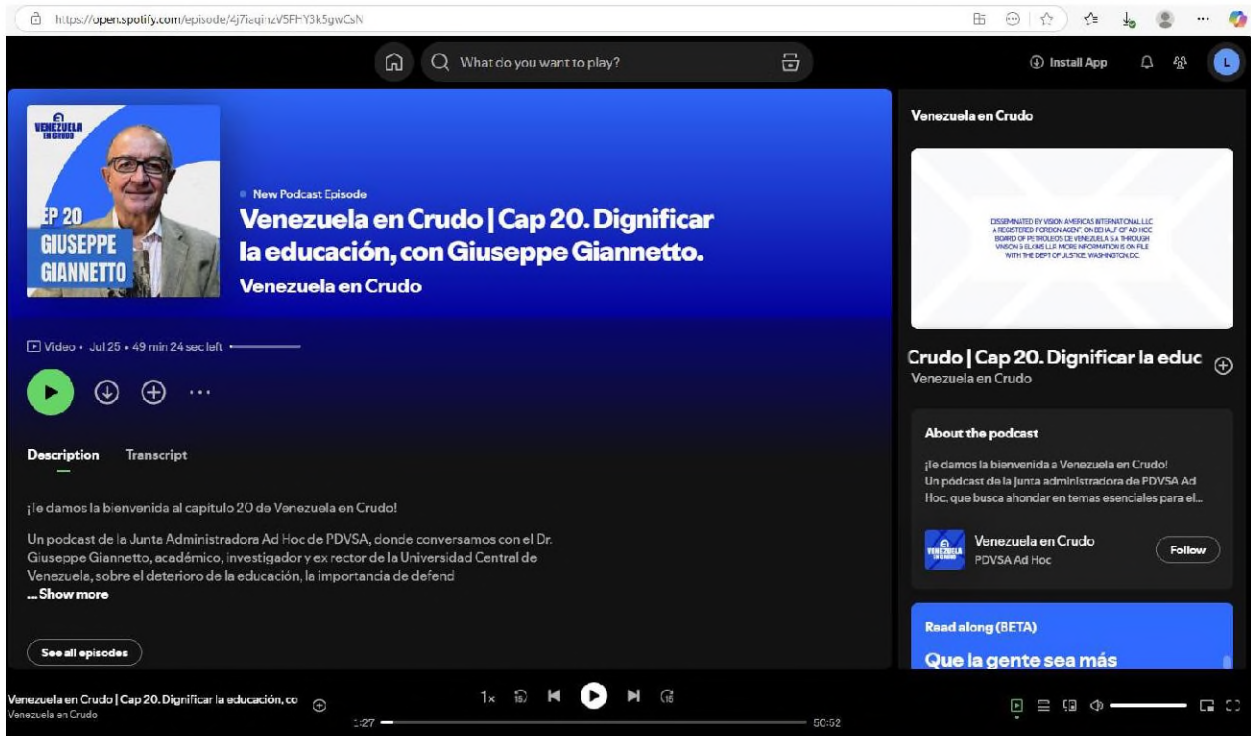 https://open.spotify.com/episode/4j7iaqinzV5FHY3k5gwCsN
What do you want to play?
Install App
L
VENEZUELA
EN CRUDO
EP 20
GIUSEPPE
GIANNETTO
New Podcast Episode
Venezuela en Crudo | Cap 20. Dignificar
la educación, con Giuseppe Giannetto.
Venezuela en Crudo
Video • Jul 25 • 49 min 24 sec left
Description Transcript
¡Te damos la bienvenida al capítulo 20 de Venezuela en Crudo!
Un podcast de la Junta Administradora Ad Hoc de PDVSA, donde conversamos con el Dr.
Giuseppe Giannetto, académico, investigador y ex rector de la Universidad Central de
Venezuela, sobre el deterioro de la educación, la importancia de defend
... Show more
See all episodes
Venezuela en Crudo
DISSEMINATED BY VISION AMERICAS INTERNATIONAL LLC
A REGISTERED FOREIGN AGENT, ON BEHALF OF AD HOC
BOARD OF PETROLEOS DE VENEZUELA S.A. THROUGH
VINSON & ELKINS LLP. MORE INFORMATION IS ON FILE
WITH THE DEPT OF JUSTICE, WASHINGTON, DC.
Crudo | Cap 20. Dignificar la educ
Venezuela en Crudo
About the podcast
¡Te damos la bienvenida a Venezuela en Crudo!
Un pódcast de la junta administradora de PDVSA Ad
Hoc, que busca ahondar en temas esenciales para el...
VENEZUELA
EN CRUDO
Venezuela en Crudo
PDVSA Ad Hoc
Follow
Read along (BETA)
Que la gente sea más
Venezuela en Crudo | Cap 20. Dignificar la educación, co
Venezuela en Crudo
1x 15 15
1:27 50:52